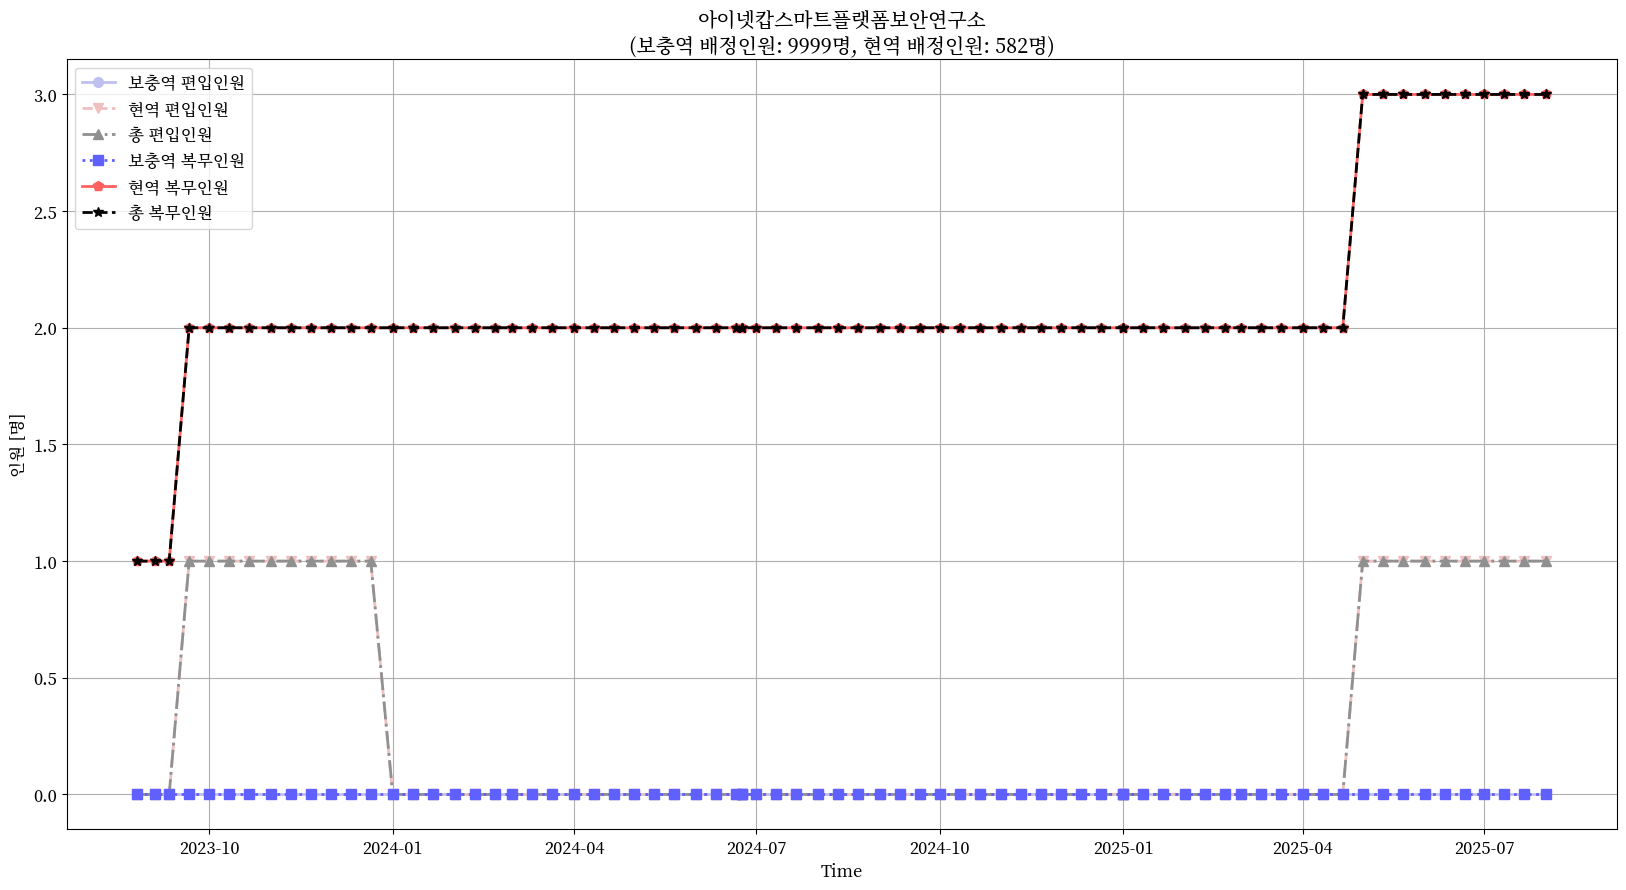 아이넷캅스마트플랫폼보안연구소
(보충역 배정인원: 9999명, 현역 배정인원: 582명)
보충역 편입인원
현역 편입인원
총 편입인원
보충역 복무인원
현역 복무인원
총 복무인원
인원 [명]
3.0
2.5
2.0
1.5
1.0
0.5
0.0
2023-10
2024-01
2024-04
2024-07
2024-10
2025-01
2025-04
2025-07
Time